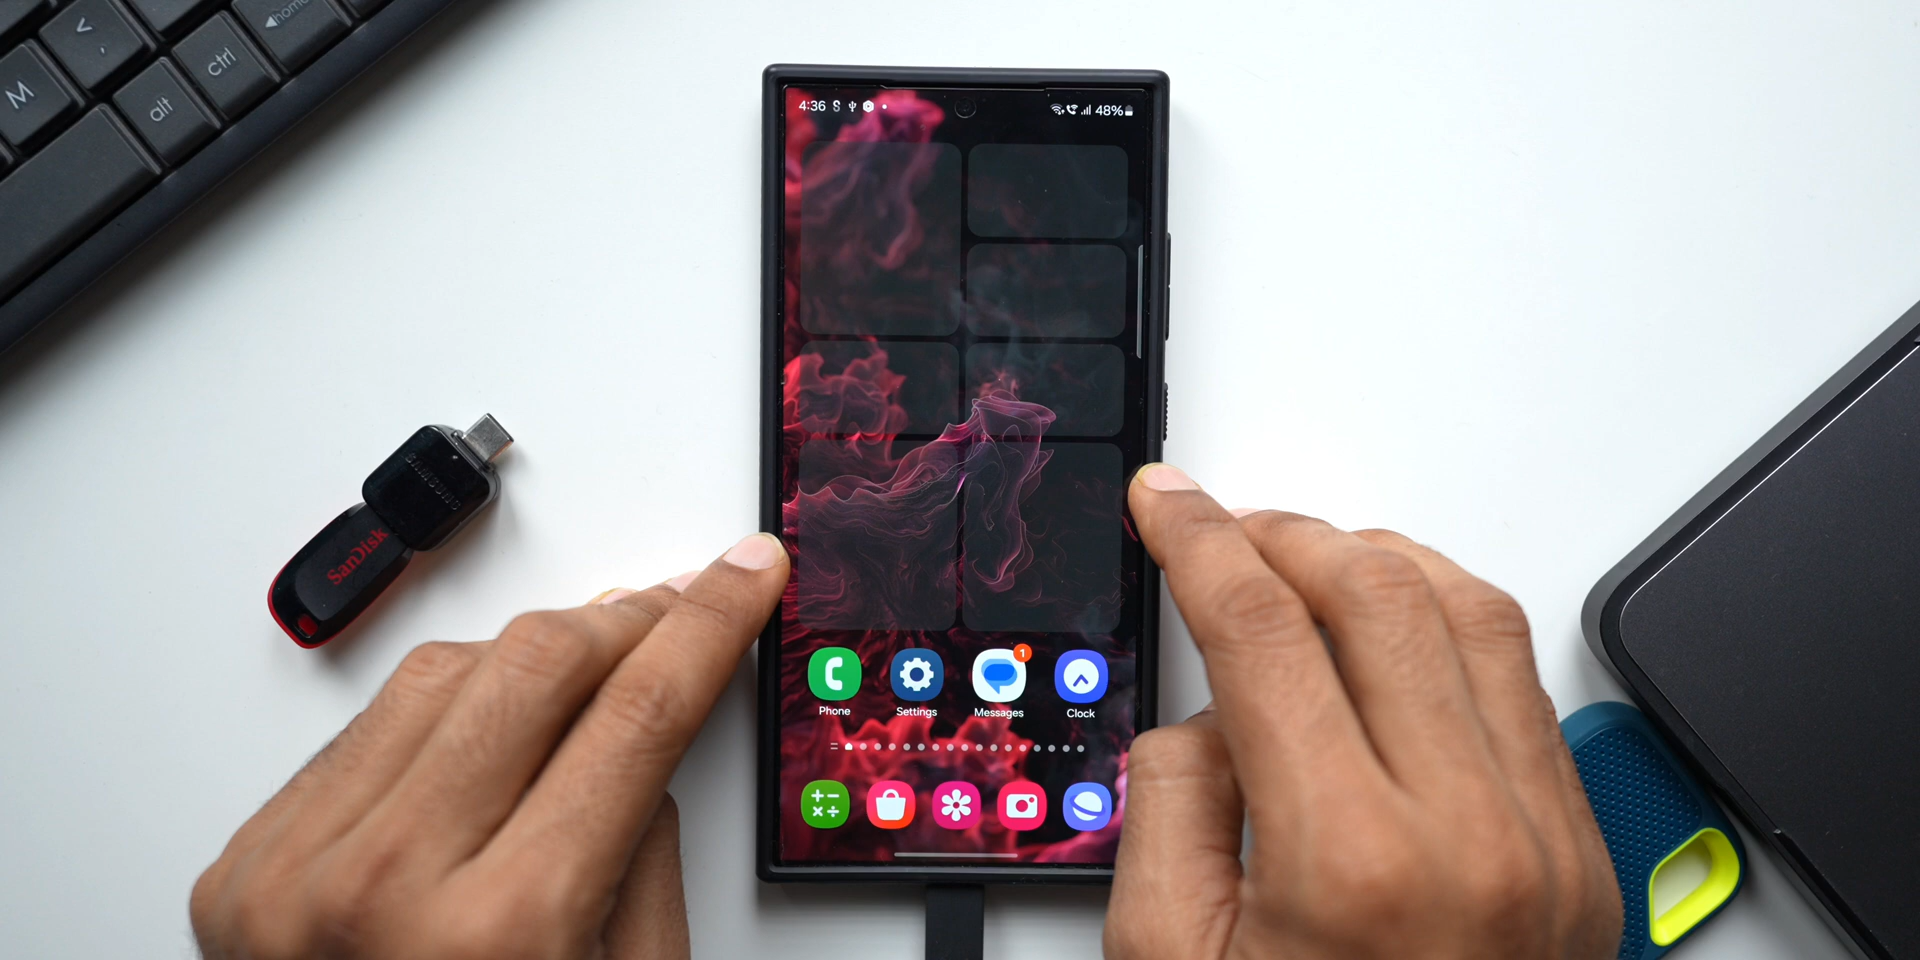 <
,
home
M
alt
ctrl
4:36
48%
SAMSUNG
SanDisk
1
Phone
Settings
Messages
Clock